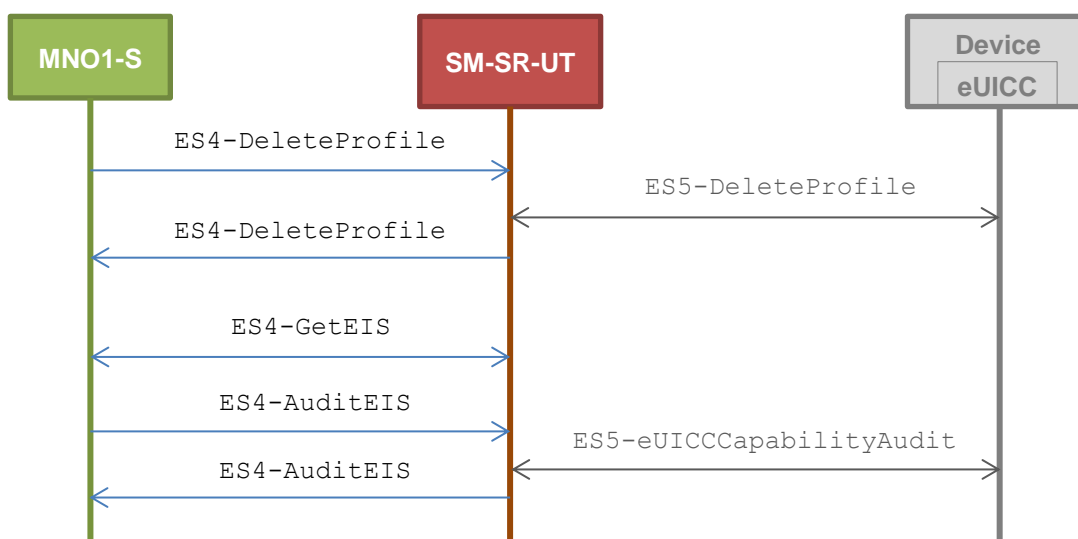 MNO1-S
SM-SR-UT
Device
eUICC
ES4-DeleteProfile
ES5-DeleteProfile
ES4-DeleteProfile
ES4-GetEIS
ES4-AuditEIS
ES5-eUICCCapabilityAudit
ES4-AuditEIS